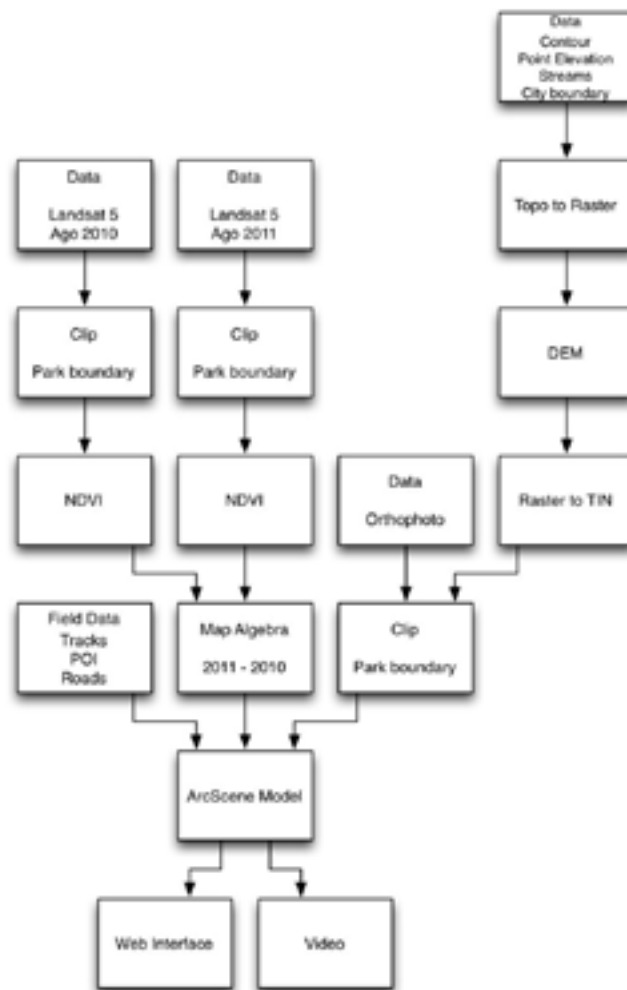 Data
Contour
Point Elevation
Streams
City boundary
Data
Landsat 5
Ago 2010
Data
Landsat 5
Ago 2011
Topo to Raster
Clip
Park boundary
Clip
Park boundary
DEM
NDVI
NDVI
Data
Orthophoto
Raster to TIN
Field Data
Tracks
POI
Roads
Map Algebra
2011 - 2010
Clip
Park boundary
ArcScene Model
Web Interface
Video